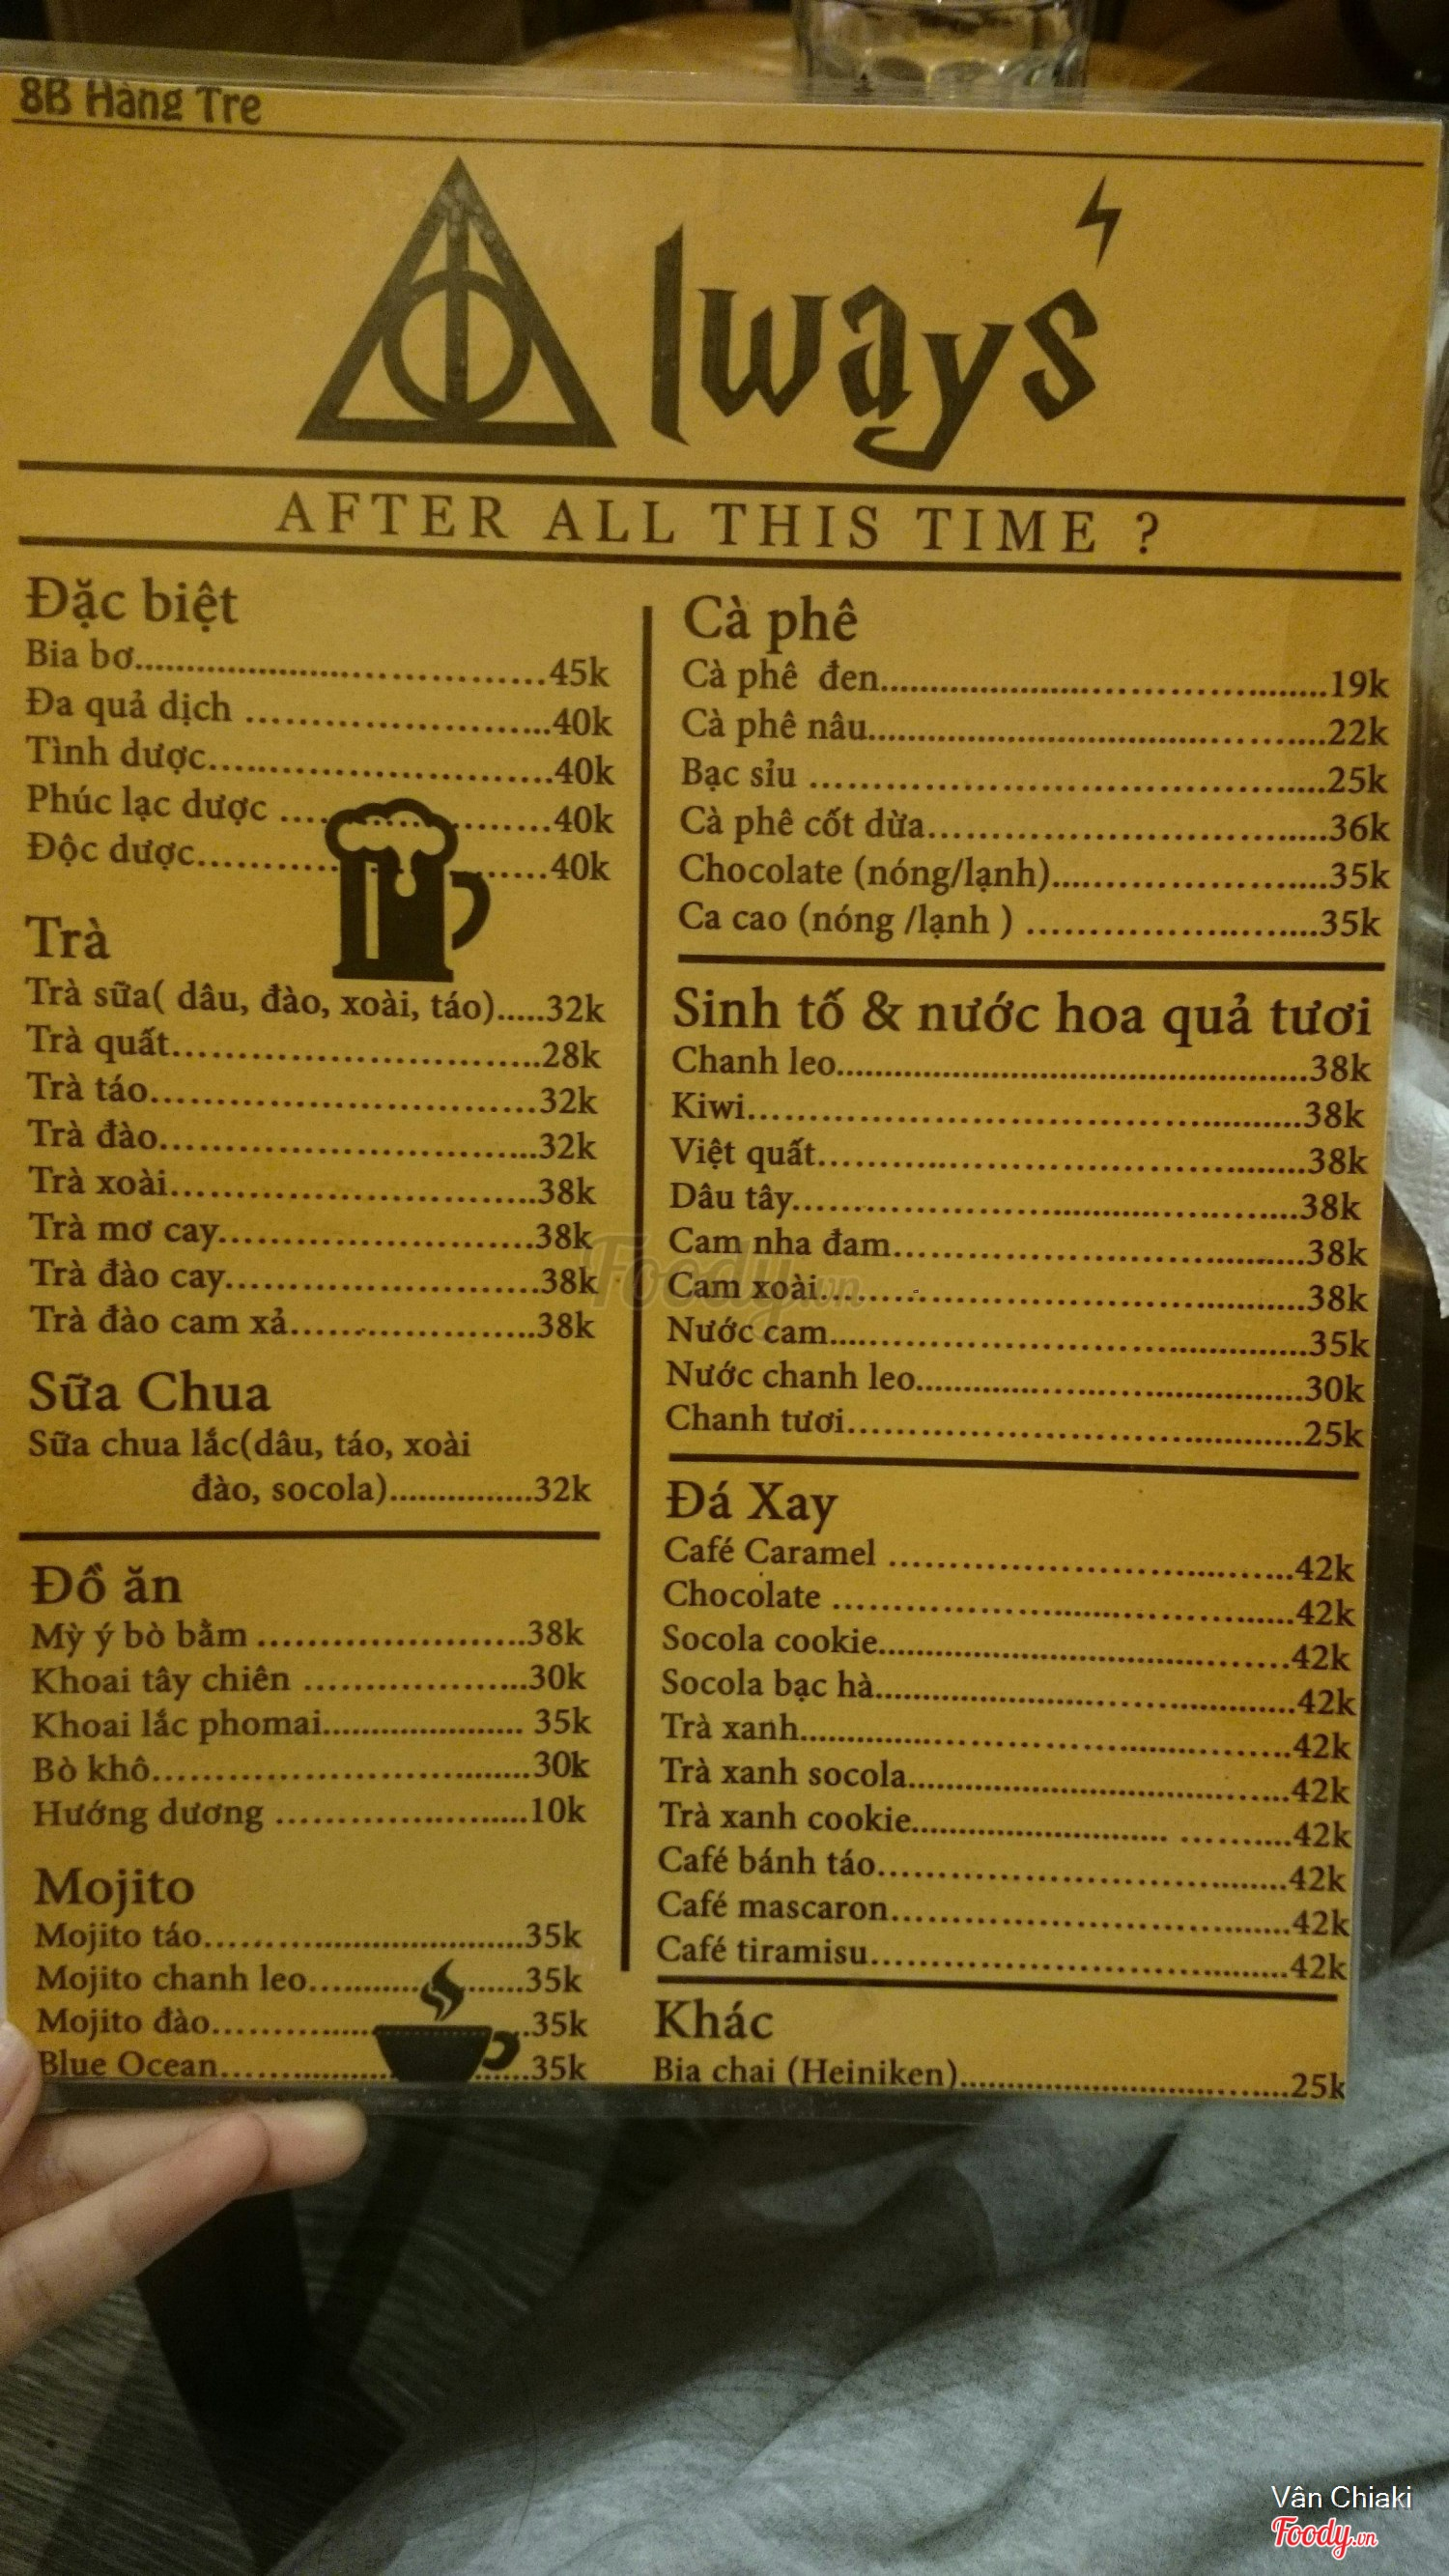 8B Hàng Tre
Always
AFTER ALL THIS TIME ?
Đặc biệt
Bia bơ..........45k
Đa quả dịch ..........40k
Tình dược..........40k
Phúc lạc dược ..........40k
Độc dược..........40k
Trà
Trà sữa( dâu, đào, xoài, táo).....32k
Trà quất..........28k
Trà táo..........32k
Trà đào..........32k
Trà xoài..........38k
Trà mơ cay..........38k
Trà đào cay..........38k
Trà đào cam xả..........38k
Sữa Chua
Sữa chua lắc(dâu, táo, xoài
đào, socola)..........32k
Đồ ăn
Mỳ ý bò bằm ..........38k
Khoai tây chiên ..........30k
Khoai lắc phomai.......... 35k
Bò khô..........30k
Hướng dương ..........10k
Mojito
Mojito táo..........35k
Mojito chanh leo..........35k
Mojito đào..........35k
Blue Ocean..........35k
Cà phê
Cà phê đen..........19k
Cà phê nâu..........22k
Bạc sỉu ..........25k
Cà phê cốt dừa..........36k
Chocolate (nóng/lạnh)..........35k
Ca cao (nóng /lạnh ) ..........35k
Sinh tố & nước hoa quả tươi
Chanh leo..........38k
Kiwi..........38k
Việt quất..........38k
Dâu tây..........38k
Cam nha đam..........38k
Cam xoài..........38k
Nước cam..........35k
Nước chanh leo..........30k
Chanh tươi..........25k
Đá Xay
Café Caramel ..........42k
Chocolate ..........42k
Socola cookie..........42k
Socola bạc hà..........42k
Trà xanh..........42k
Trà xanh socola..........42k
Trà xanh cookie..........42k
Café bánh táo..........42k
Café mascaron..........42k
Café tiramisu..........42k
Khác
Bia chai (Heiniken)..........25k
Foody.vn
Vân Chiaki
Foody.vn